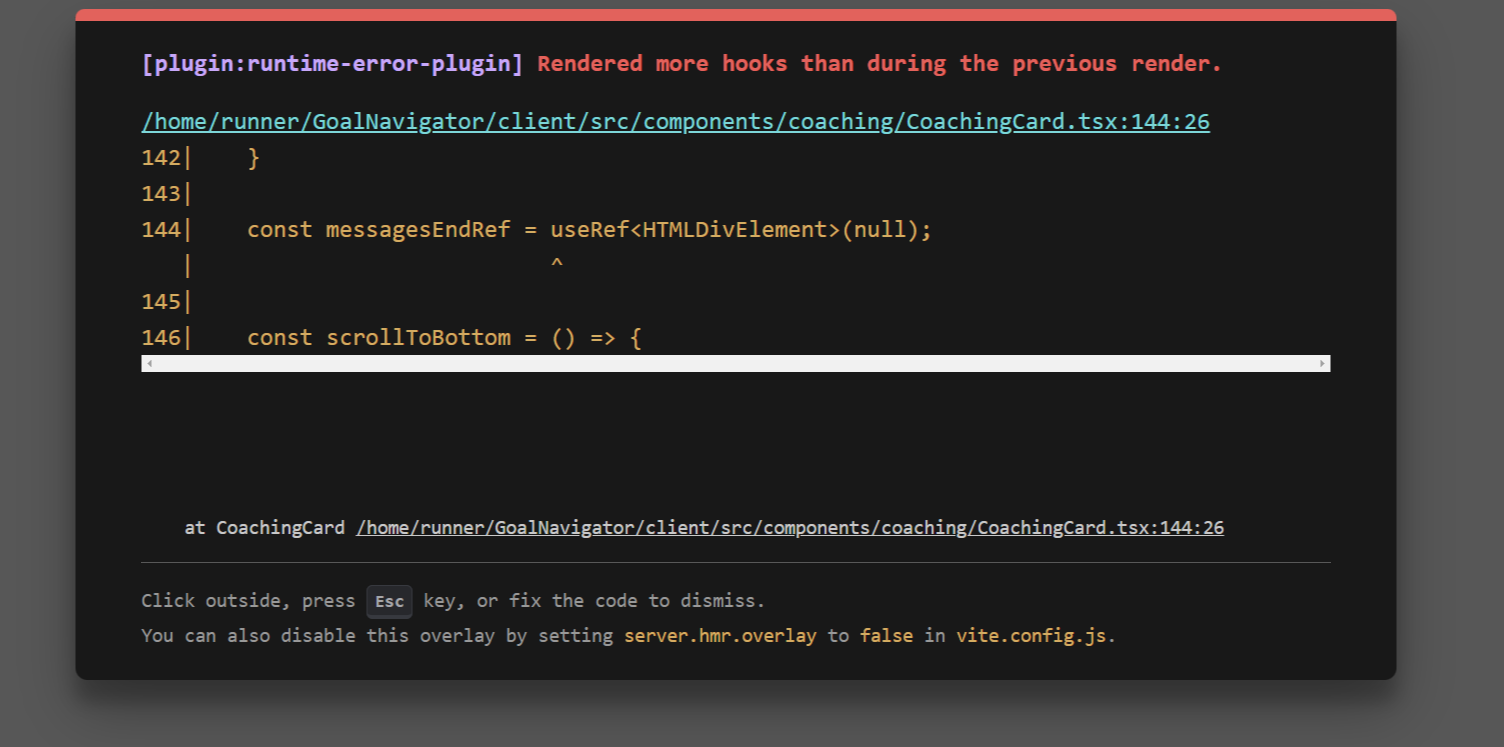 [plugin:runtime-error-plugin] Rendered more hooks than during the previous render.
/home/runner/GoalNavigator/client/src/components/coaching/CoachingCard.tsx:144:26
142|    }
143|
144|    const messagesEndRef = useRef<HTMLDivElement>(null);
   |                           ^
145|
146|    const scrollToBottom = () => {
at CoachingCard /home/runner/GoalNavigator/client/src/components/coaching/CoachingCard.tsx:144:26
Click outside, press Esc key, or fix the code to dismiss.
You can also disable this overlay by setting server.hmr.overlay to false in vite.config.js.